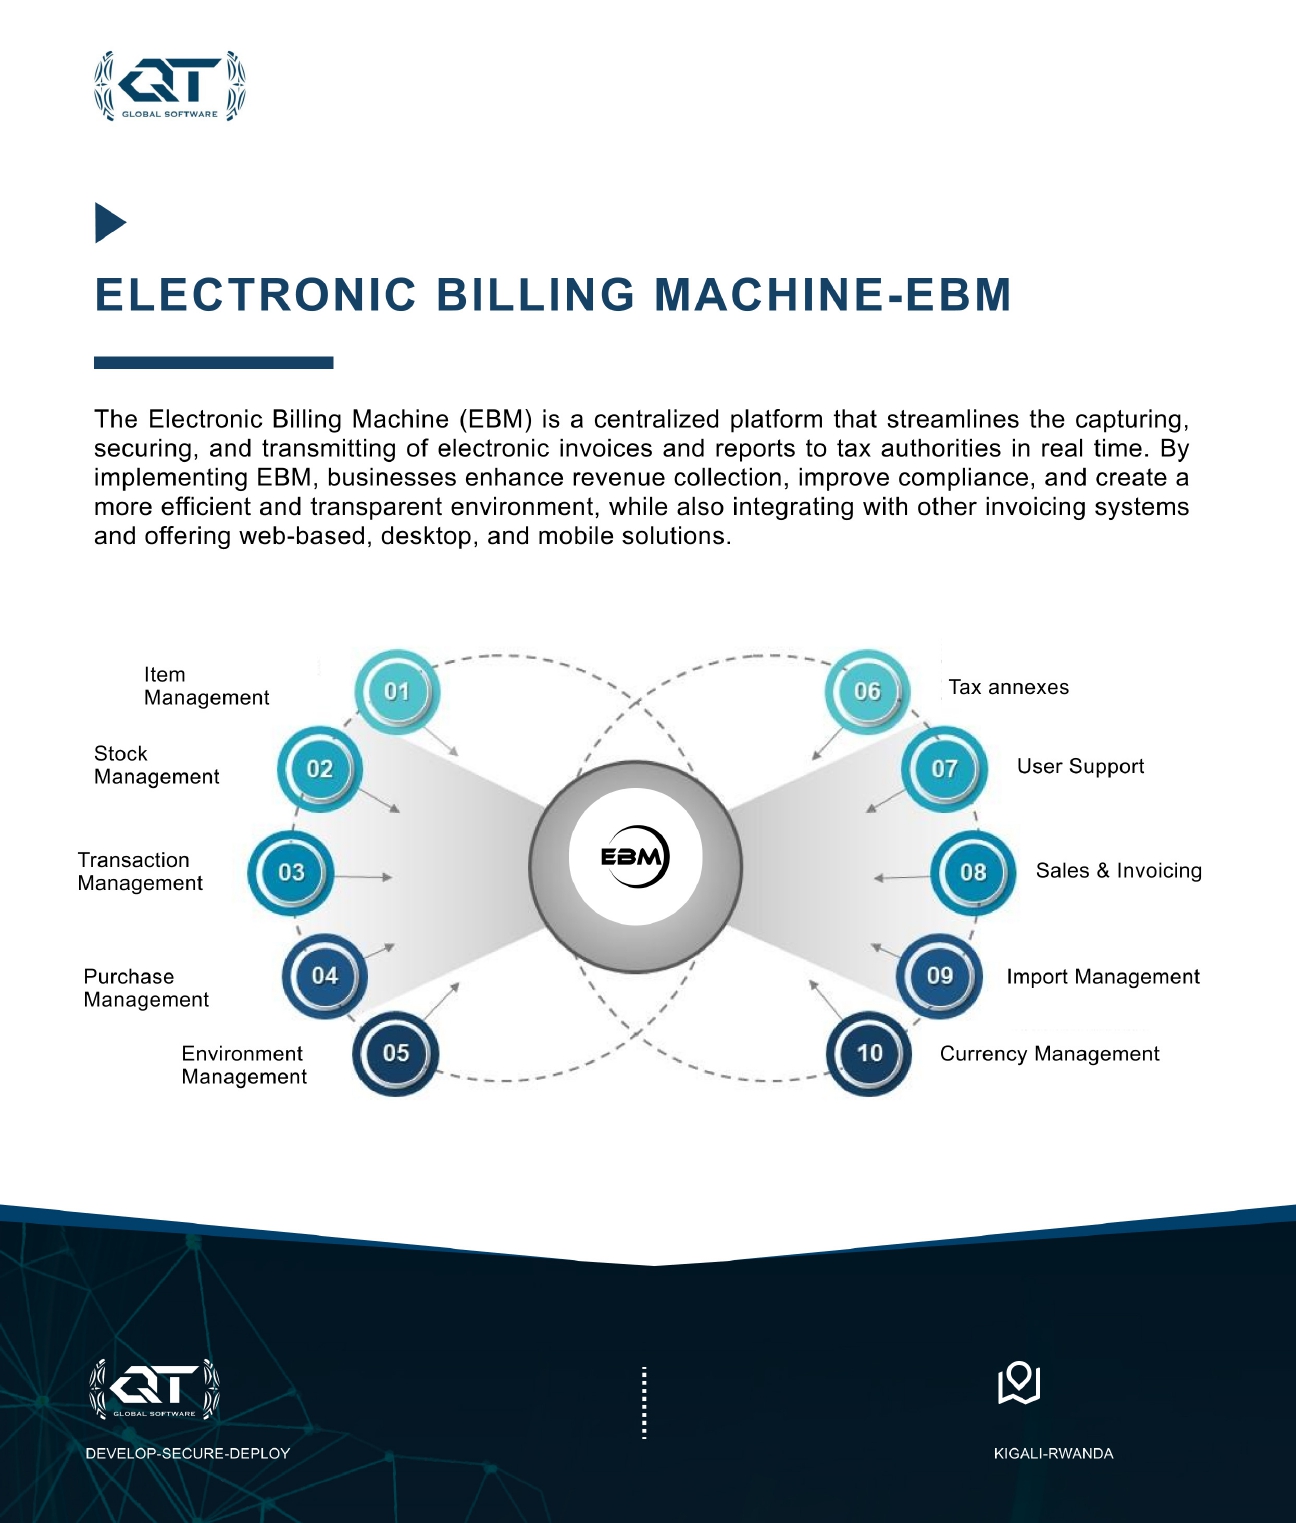 QT
GLOBAL SOFTWARE
ELECTRONIC BILLING MACHINE-EBM
The Electronic Billing Machine (EBM) is a centralized platform that streamlines the capturing,
securing, and transmitting of electronic invoices and reports to tax authorities in real time. By
implementing EBM, businesses enhance revenue collection, improve compliance, and create a
more efficient and transparent environment, while also integrating with other invoicing systems
and offering web-based, desktop, and mobile solutions.
Item
Management
01
Stock
Management
02
Transaction
Management
03
Purchase
Management
04
Environment
Management
05
EBM
06
Tax annexes
07
User Support
08
Sales & Invoicing
09
Import Management
10
Currency Management
QT
GLOBAL SOFTWARE
DEVELOP-SECURE-DEPLOY
KIGALI-RWANDA